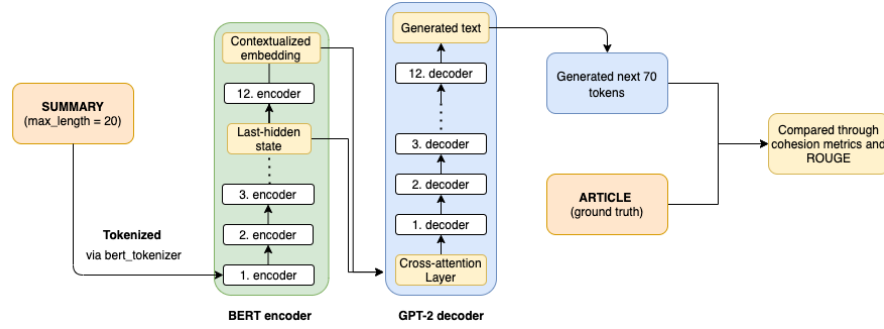 SUMMARY
(max_length = 20)
Tokenized
via bert_tokenizer
Contextualized
embedding
12. encoder
Last-hidden
state
3. encoder
2. encoder
1. encoder
BERT encoder
Generated text
12. decoder
3. decoder
2. decoder
1. decoder
Cross-attention
Layer
GPT-2 decoder
Generated next 70
tokens
ARTICLE
(ground truth)
Compared through
cohesion metrics and
ROUGE